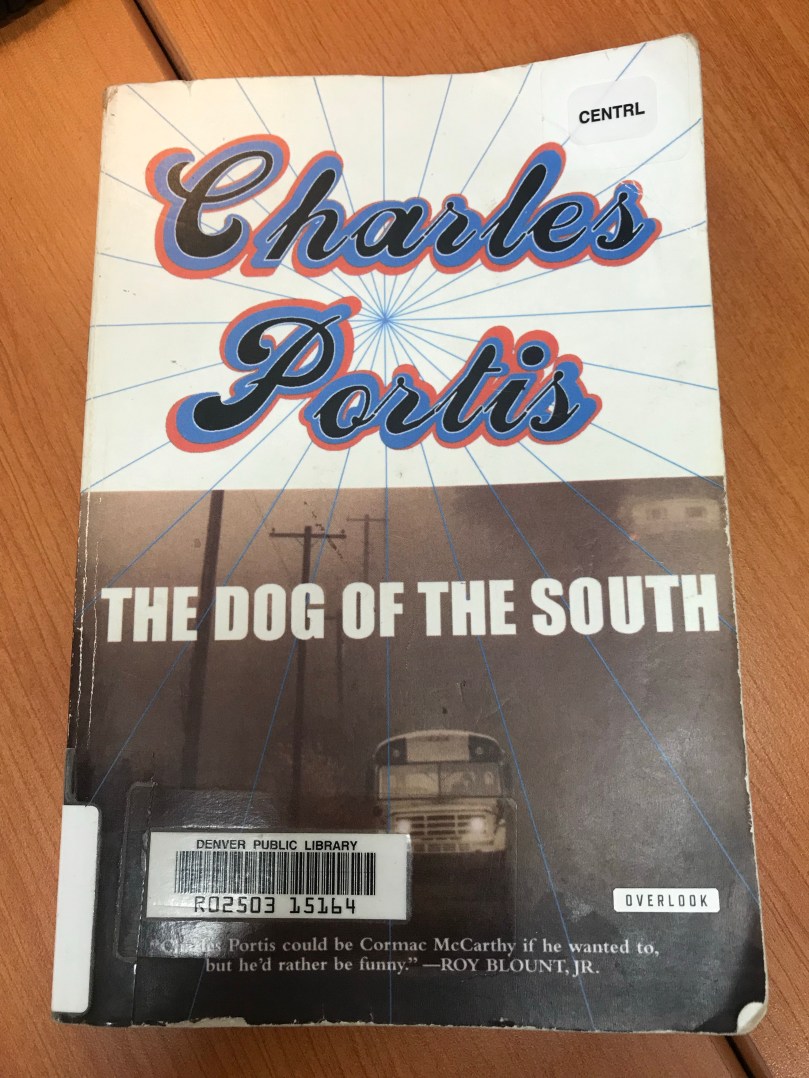 CENTRL
Charles
Portis
THE DOG OF THE SOUTH
DENVER PUBLIC LIBRARY
R02503 15164
OVERLOOK
"Charles Portis could be Cormac McCarthy if he wanted to,
but he'd rather be funny." —ROY BLOUNT, JR.